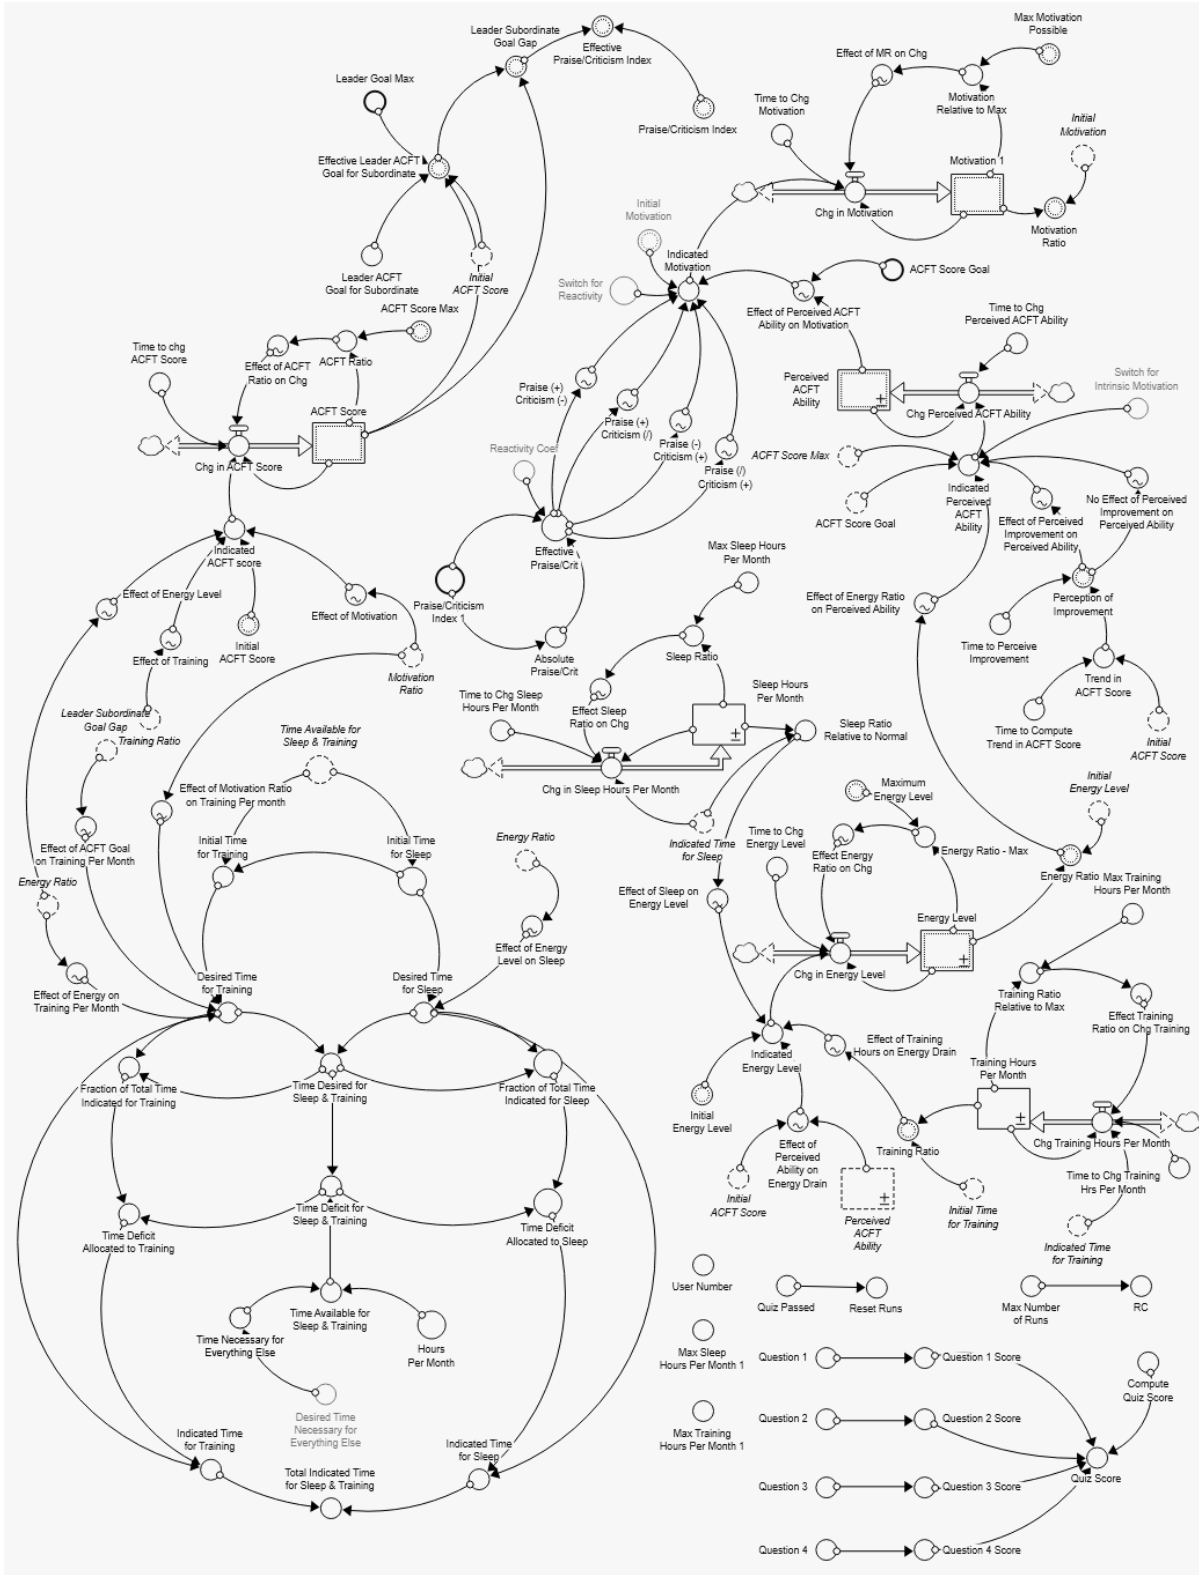 Leader Subordinate
Goal Gap
Effective
Praise/Criticism Index
Max Motivation
Possible
Effect of MR on Chg
Leader Goal Max
Time to Chg
Motivation
Motivation
Relative to Max
Praise/Criticism Index
Initial
Motivation
Effective Leader ACFT
Goal for Subordinate
Motivation 1
Chg in Motivation
Motivation
Ratio
Initial
Motivation
Indicated
Motivation
Leader ACFT
Goal for Subordinate
Initial
ACFT Score
Switch for
Reactivity
ACFT Score Goal
ACFT Score Max
Effect of Perceived ACFT
Ability on Motivation
Time to Chg
Perceived ACFT Ability
Time to chg
ACFT Score
Effect of ACFT
Ratio on Chg
ACFT Ratio
Perceived
ACFT
Ability
Switch for
Intrinsic Motivation
Praise (+)
Criticism (-)
Chg Perceived ACFT Ability
ACFT Score
Praise (+)
Criticism (/)
Praise (-)
Criticism (+)
Reactivity Coef
Praise (/)
Criticism (+)
ACFT Score Max
Chg in ACFT Score
Indicated
Perceived
ACFT
Ability
No Effect of Perceived
Improvement on
Perceived Ability
ACFT Score Goal
Effect of Perceived
Improvement on
Perceived Ability
Indicated
ACFT score
Effective
Praise/Crit
Max Sleep Hours
Per Month
Effect of Energy Level
Effect of Motivation
Praise/Criticism
Index 1
Effect of Energy Ratio
on Perceived Ability
Perception of
Improvement
Effect of Training
Initial
ACFT Score
Absolute
Praise/Crit
Sleep Ratio
Time to Perceive
Improvement
Motivation
Ratio
Trend in
ACFT Score
Time to Chg Sleep
Hours Per Month
Effect Sleep
Ratio on Chg
Sleep Hours
Per Month
Leader Subordinate
Goal Gap
Training Ratio
Time Available for
Sleep & Training
Sleep Ratio
Relative to Normal
Time to Compute
Trend in ACFT Score
Initial
ACFT Score
Effect of Motivation Ratio
on Training Per month
Chg in Sleep Hours Per Month
Maximum
Energy Level
Initial
Energy Level
Effect of ACFT Goal
on Training Per Month
Initial Time
for Training
Initial Time
for Sleep
Energy Ratio
Indicated Time
for Sleep
Time to Chg
Energy Level
Effect Energy
Ratio on Chg
Energy Ratio - Max
Energy Ratio
Effect of Sleep on
Energy Level
Energy Ratio
Max Training
Hours Per Month
Energy Level
Effect of Energy
Level on Sleep
Chg in Energy Level
Effect of Energy on
Training Per Month
Desired Time
for Training
Desired Time
for Sleep
Training Ratio
Relative to Max
Effect Training
Ratio on Chg Training
Indicated
Energy Level
Effect of Training
Hours on Energy Drain
Training Hours
Per Month
Fraction of Total Time
Indicated for Training
Time Desired for
Sleep & Training
Fraction of Total Time
Indicated for Sleep
Initial
Energy Level
Chg Training Hours Per Month
Effect of
Perceived
Ability on
Energy Drain
Training Ratio
Time to Chg Training
Hrs Per Month
Initial
ACFT Score
Perceived
ACFT
Ability
Initial Time
for Training
Indicated Time
for Training
Time Deficit for
Sleep & Training
Time Deficit
Allocated to Training
Time Deficit
Allocated to Sleep
User Number
Quiz Passed
Reset Runs
Max Number
of Runs
RC
Time Available for
Sleep & Training
Time Necessary for
Everything Else
Hours
Per Month
Max Sleep
Hours Per Month 1
Question 1
Question 1 Score
Compute
Quiz Score
Desired Time
Necessary for
Everything Else
Max Training
Hours Per Month 1
Question 2
Question 2 Score
Indicated Time
for Training
Indicated Time
for Sleep
Total Indicated Time
for Sleep & Training
Quiz Score
Question 3
Question 3 Score
Question 4
Question 4 Score